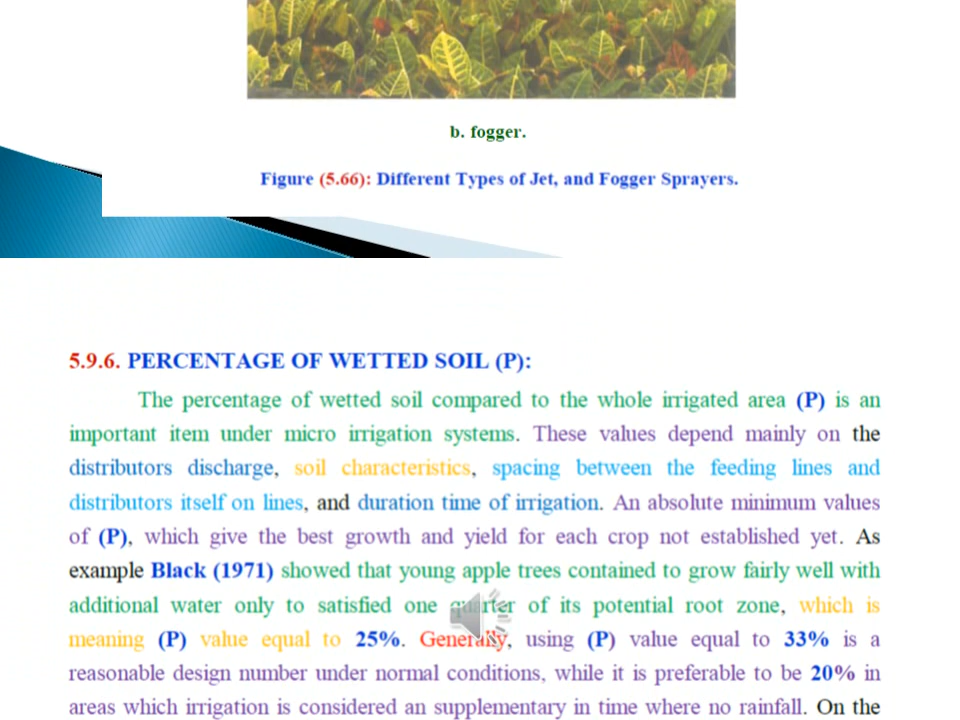 b. fogger.
Figure (5.66): Different Types of Jet, and Fogger Sprayers.
5.9.6. PERCENTAGE OF WETTED SOIL (P):
The percentage of wetted soil compared to the whole irrigated area (P) is an
important item under micro irrigation systems. These values depend mainly on the
distributors discharge, soil characteristics, spacing between the feeding lines and
distributors itself on lines, and duration time of irrigation. An absolute minimum values
of (P), which give the best growth and yield for each crop not established yet. As
example Black (1971) showed that young apple trees contained to grow fairly well with
additional water only to satisfied one quarter of its potential root zone, which is
meaning (P) value equal to 25%. Generally, using (P) value equal to 33% is a
reasonable design number under normal conditions, while it is preferable to be 20% in
areas which irrigation is considered an supplementary in time where no rainfall. On the